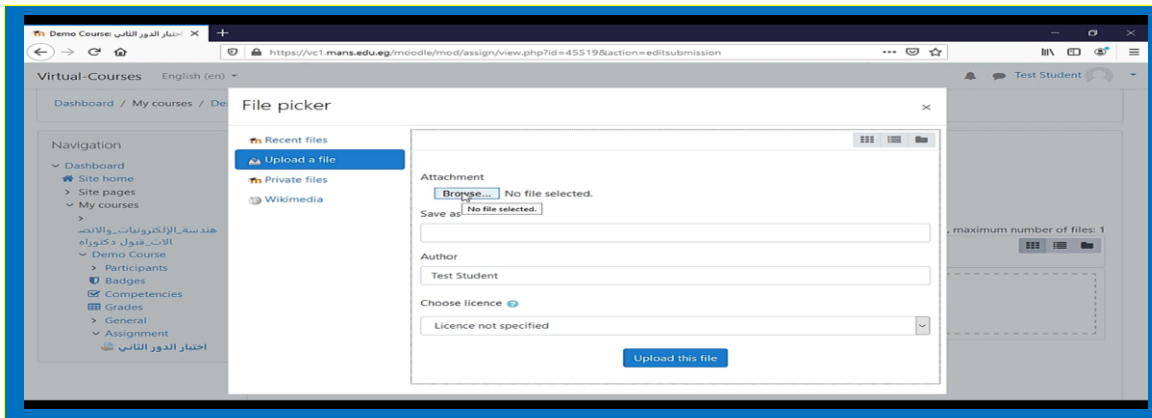 Demo Course: اختبار الدور الثاني
https://vc1.mans.edu.eg/moodle/mod/assign/view.php?id=45519&action=editsubmission
Virtual-Courses English (en)
Test Student
Dashboard / My courses / De
File picker
Navigation
Dashboard
Site home
Site pages
My courses
هندسة_الإلكترونيات_والاتصـ
الات_قبول دكتوراه
Demo Course
Participants
Badges
Competencies
Grades
General
Assignment
اختبار الدور الثاني
Recent files
Upload a file
Private files
Wikimedia
Attachment
Browse... No file selected.
No file selected.
Save as
Author
Test Student
Choose licence
Licence not specified
Upload this file
, maximum number of files: 1